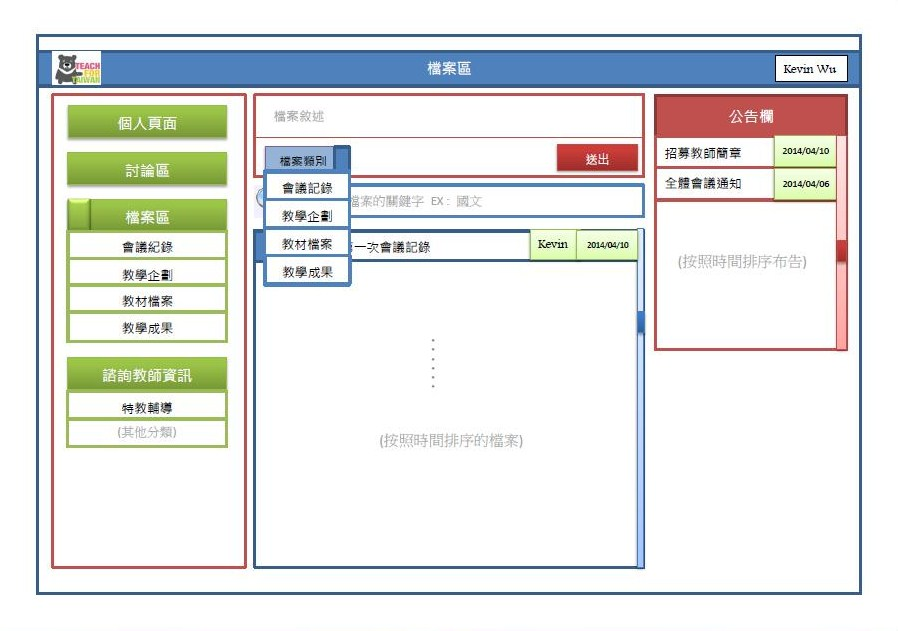 TEACH
FOR
TAIWAN
檔案區
Kevin Wu
個人頁面
討論區
檔案區
會議紀錄
教學企劃
教材檔案
教學成果
諮詢教師資訊
特教輔導
(其他分類)
檔案敘述
檔案類別
送出
會議記錄
教學企劃
教材檔案
教學成果
檔案的關鍵字 EX：國文
一次會議記錄
Kevin
2014/04/10
(按照時間排序的檔案)
公告欄
招募教師簡章
2014/04/10
全體會議通知
2014/04/06
(按照時間排序布告)